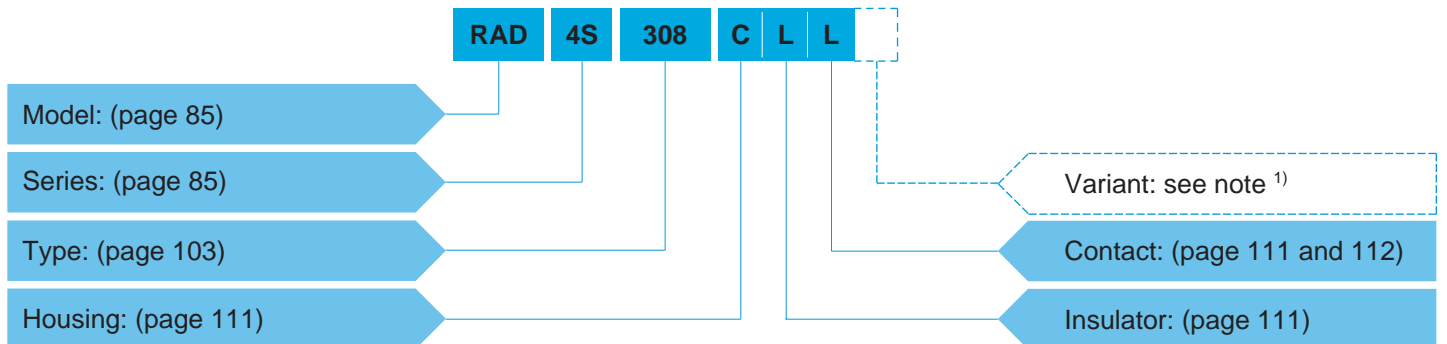 RAD 4S 308 C L L
Model: (page 85)
Series: (page 85)
Variant: see note ¹⁾
Type: (page 103)
Contact: (page 111 and 112)
Housing: (page 111)
Insulator: (page 111)